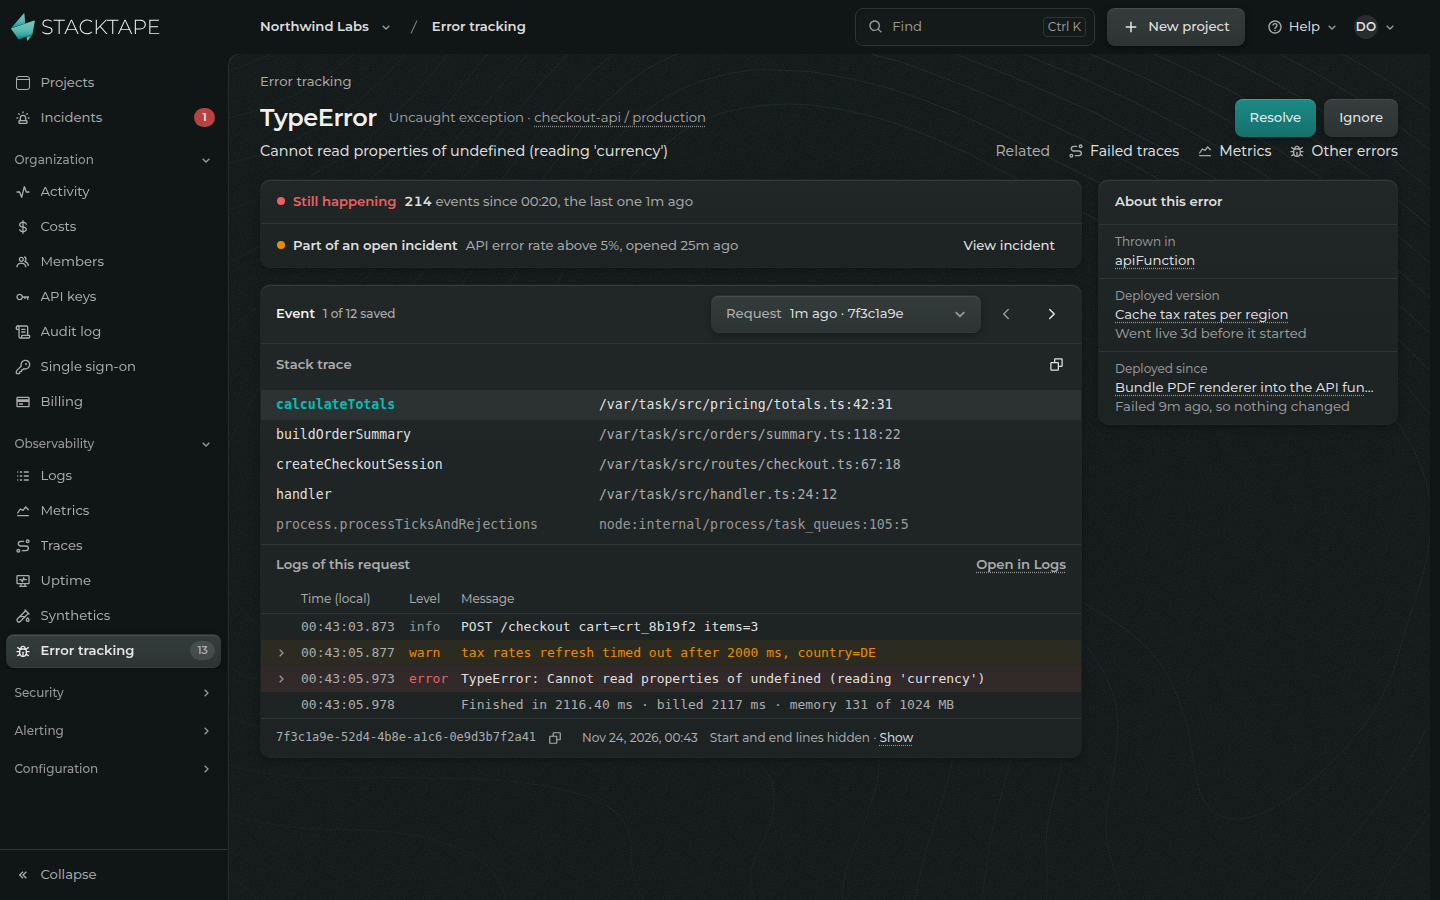 STACKTAPE
Northwind Labs / Error tracking
Find Ctrl K
New project
Help
DO
Projects
Incidents 1
Organization
Activity
Costs
Members
API keys
Audit log
Single sign-on
Billing
Observability
Logs
Metrics
Traces
Uptime
Synthetics
Error tracking 13
Security
Alerting
Configuration
Collapse
Error tracking
TypeError Uncaught exception · checkout-api / production
Resolve Ignore
Cannot read properties of undefined (reading 'currency')
Related Failed traces Metrics Other errors
Still happening 214 events since 00:20, the last one 1m ago
Part of an open incident API error rate above 5%, opened 25m ago View incident
Event 1 of 12 saved Request 1m ago · 7f3c1a9e
Stack trace
calculateTotals /var/task/src/pricing/totals.ts:42:31
buildOrderSummary /var/task/src/orders/summary.ts:118:22
createCheckoutSession /var/task/src/routes/checkout.ts:67:18
handler /var/task/src/handler.ts:24:12
process.processTicksAndRejections node:internal/process/task_queues:105:5
Logs of this request Open in Logs
Time (local) Level Message
00:43:03.873 info POST /checkout cart=crt_8b19f2 items=3
00:43:05.877 warn tax rates refresh timed out after 2000 ms, country=DE
00:43:05.973 error TypeError: Cannot read properties of undefined (reading 'currency')
00:43:05.978 Finished in 2116.40 ms · billed 2117 ms · memory 131 of 1024 MB
7f3c1a9e-52d4-4b8e-a1c6-0e9d3b7f2a41 Nov 24, 2026, 00:43 Start and end lines hidden · Show
About this error
Thrown in
apiFunction
Deployed version
Cache tax rates per region
Went live 3d before it started
Deployed since
Bundle PDF renderer into the API fun...
Failed 9m ago, so nothing changed